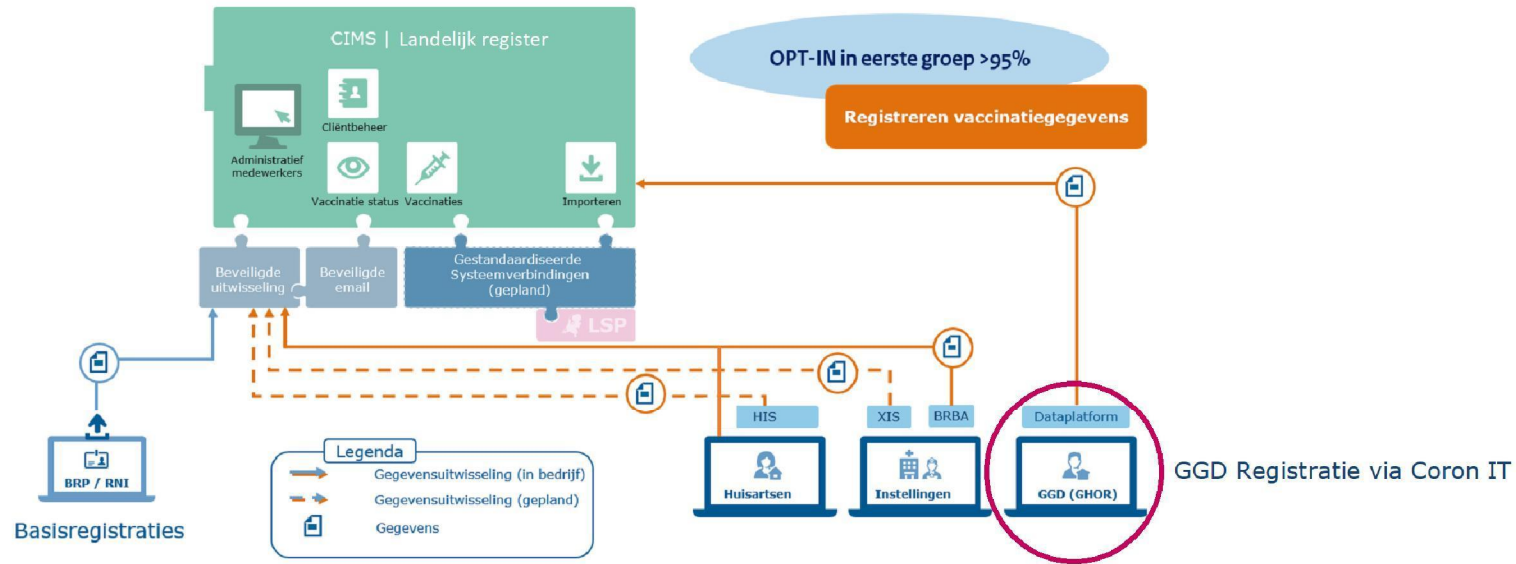 CIMS | Landelijk register
OPT-IN in eerste groep >95%
Registreren vaccinatiegegevens
Cliëntbeheer
Administratief
medewerkers
Vaccinatie status
Vaccinaties
Importeren
Beveiligde
uitwisseling
Beveiligde
email
Gestandaardiseerde
Systeemverbindingen
(gepland)
LSP
HIS
XIS
BRBA
Dataplatform
BRP / RNI
Basisregistraties
Legenda
Gegevensuitwisseling (in bedrijf)
Gegevensuitwisseling (gepland)
Gegevens
Huisartsen
Instellingen
GGD (GHOR)
GGD Registratie via Coron IT